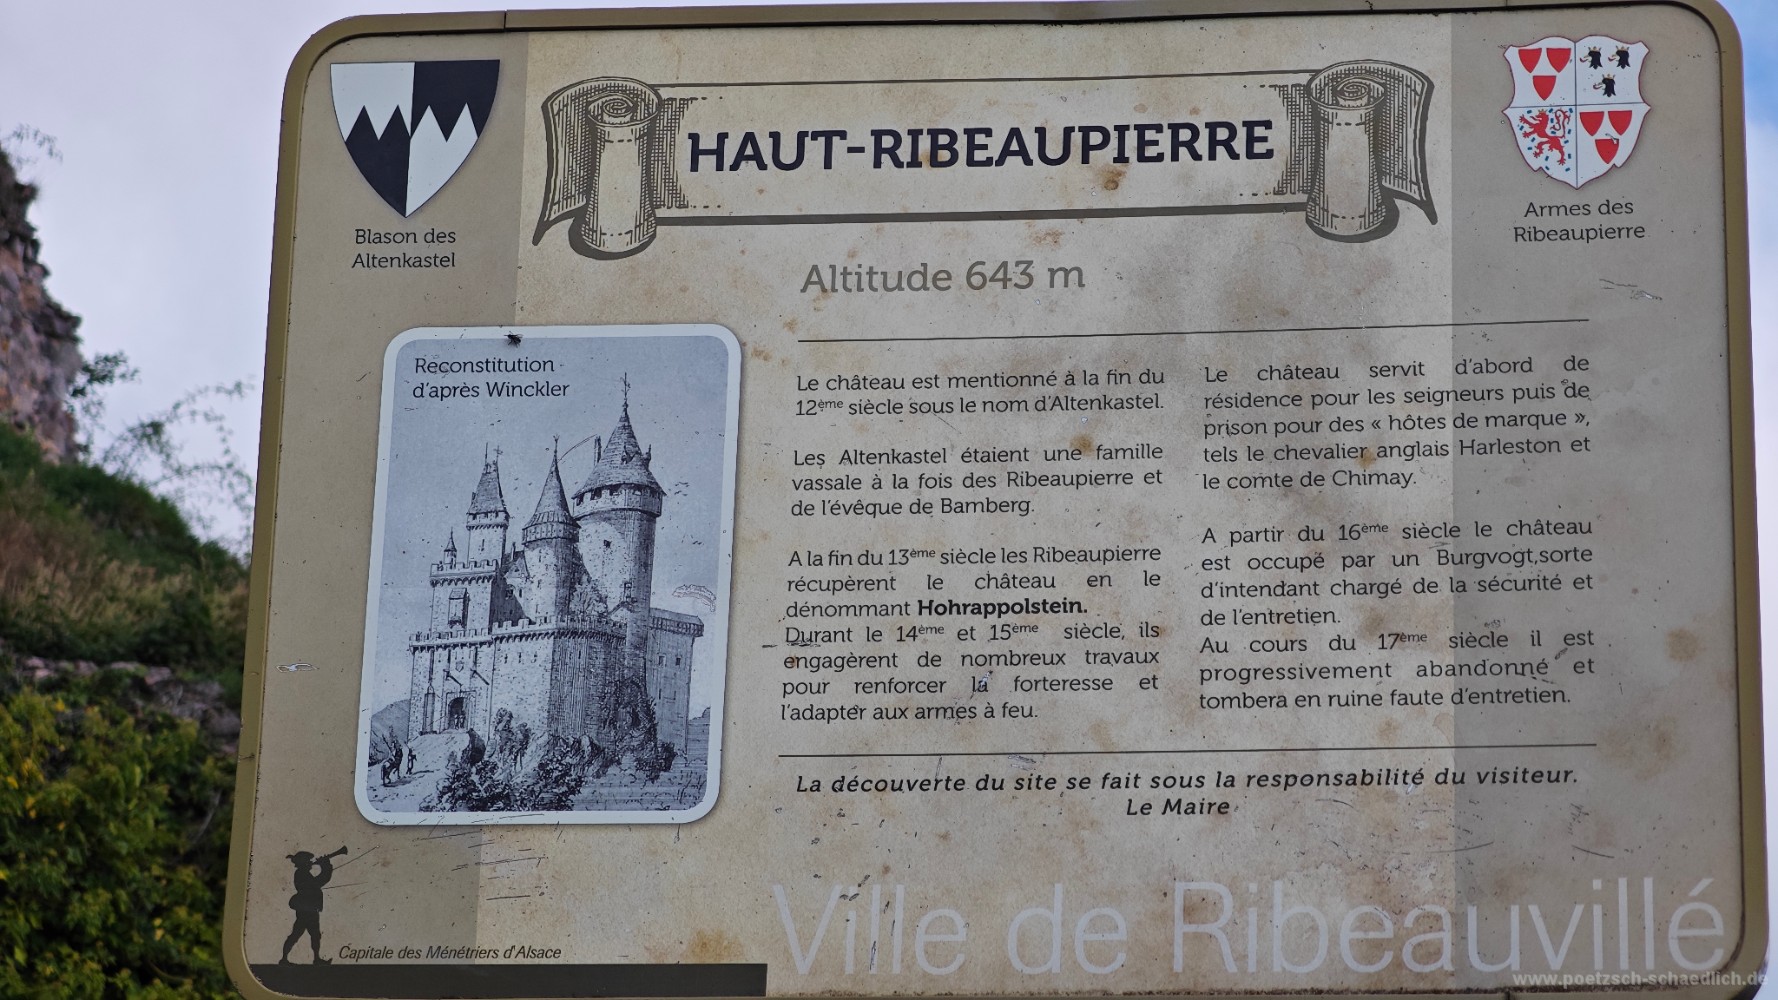 HAUT-RIBEAUPIERRE
Blason des
Altenkastel
Armes des
Ribeaupierre
Altitude 643 m
Reconstitution
d'après Winckler
Le château est mentionné à la fin du
12ème siècle sous le nom d'Altenkastel.
Les Altenkastel étaient une famille
vassale à la fois des Ribeaupierre et
de l'évêque de Bamberg.
A la fin du 13ème siècle les Ribeaupierre
récupèrent le château en le
dénommant Hohrappolstein.
Durant le 14ème et 15ème siècle, ils
engagèrent de nombreux travaux
pour renforcer la forteresse et
l'adapter aux armes à feu.
Le château servit d'abord de
résidence pour les seigneurs puis de
prison pour des « hôtes de marque »,
tels le chevalier anglais Harleston et
le comte de Chimay.
A partir du 16ème siècle le château
est occupé par un Burgvogt,sorte
d'intendant chargé de la sécurité et
de l'entretien.
Au cours du 17ème siècle il est
progressivement abandonné et
tombera en ruine faute d'entretien.
La découverte du site se fait sous la responsabilité du visiteur.
Le Maire
Capitale des Ménétriers d'Alsace
Ville de Ribeauvillé
www.poetzsch-schaedlich.de